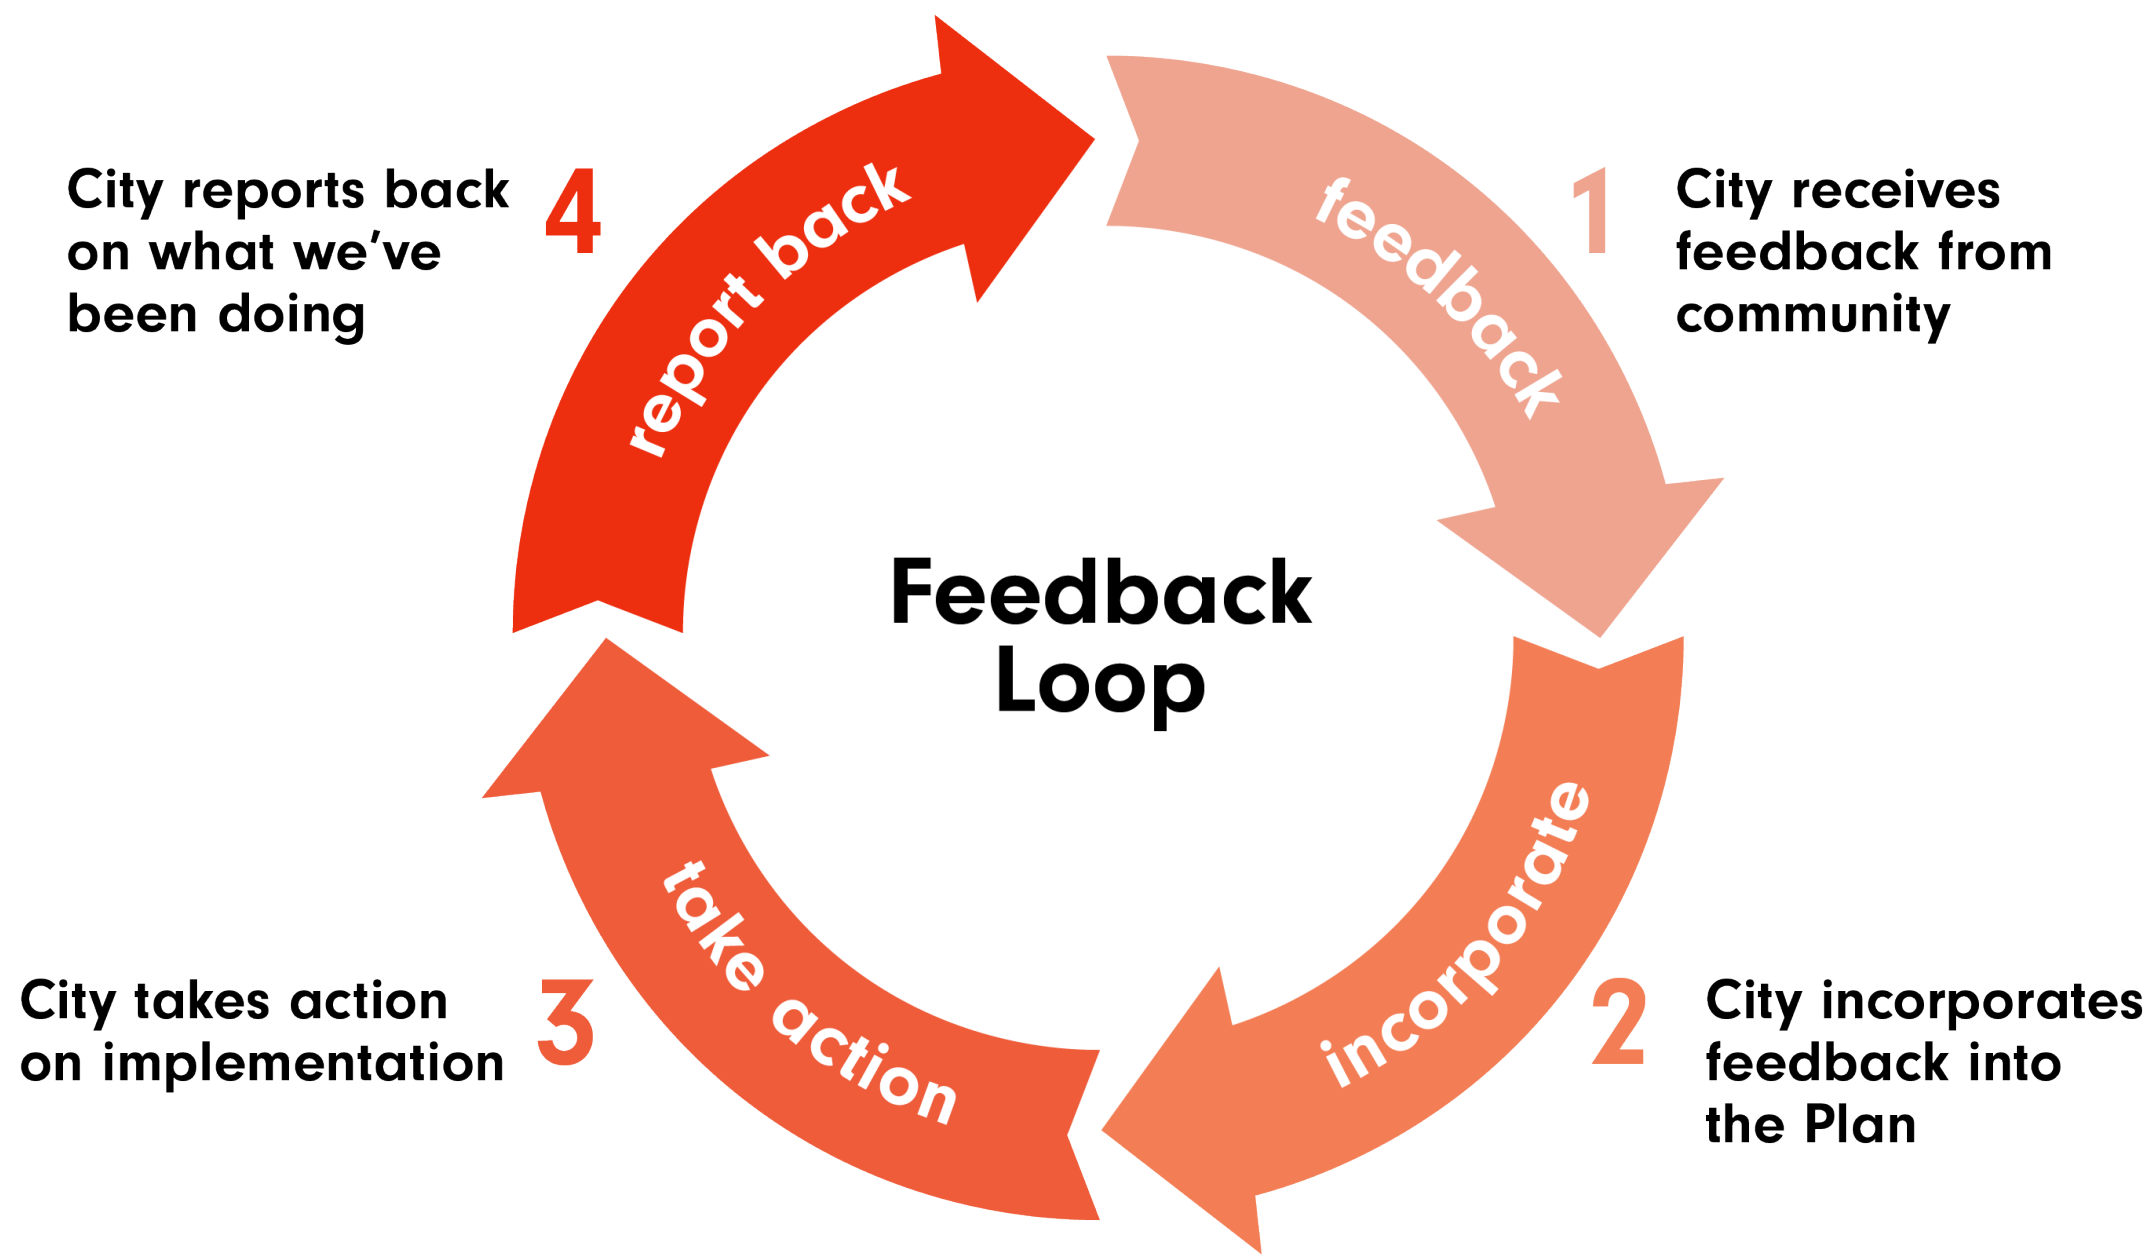 feedback
1
City receives
feedback from
community
incorporate
2
City incorporates
feedback into
the Plan
take action
3
City takes action
on implementation
report back
4
City reports back
on what we’ve
been doing
Feedback
Loop